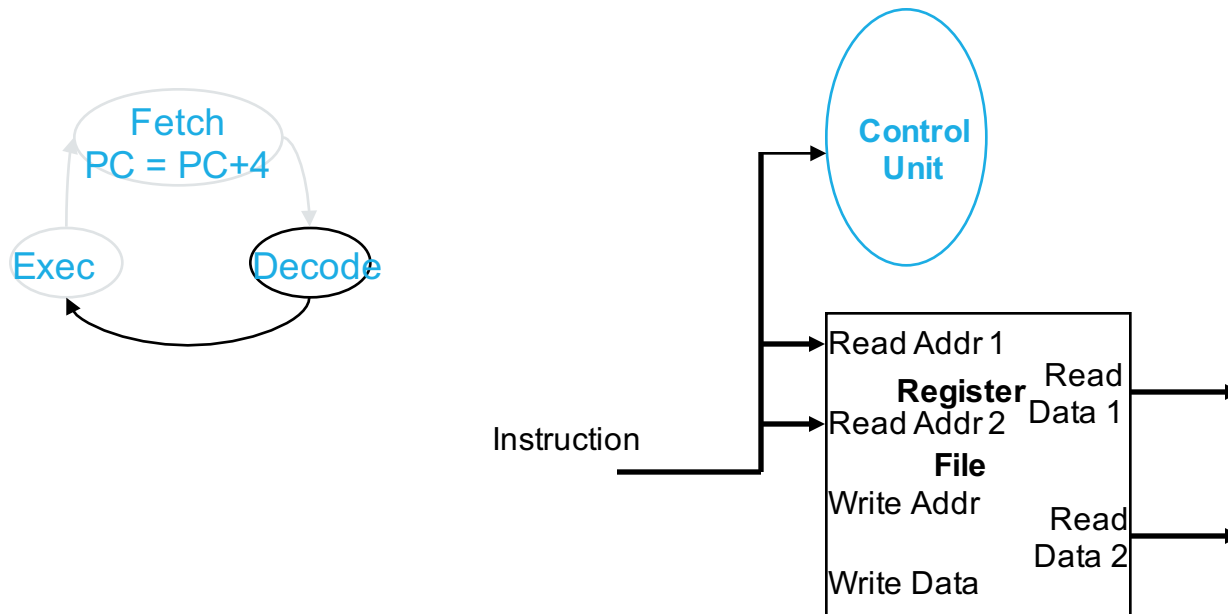 Fetch
PC = PC+4
Exec
Decode
Control
Unit
Instruction
Read Addr 1
Register
Read Addr 2
File
Write Addr
Write Data
Read
Data 1
Read
Data 2